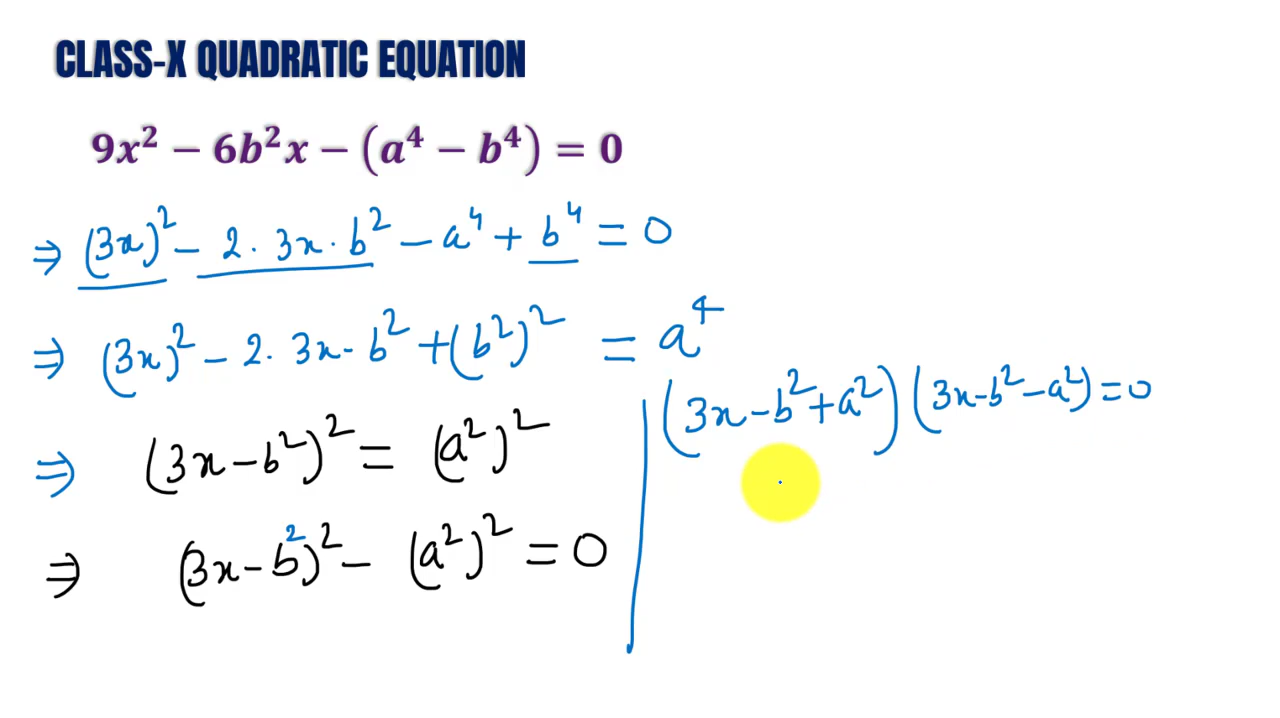 CLASS-X QUADRATIC EQUATION
9x² − 6b²x − (a⁴ − b⁴) = 0
⇒ (3x)² − 2 · 3x · b² − a⁴ + b⁴ = 0
⇒ (3x)² − 2 · 3x · b² + (b²)² = a⁴
⇒ (3x − b²)² = (a²)²
⇒ (3x − b²)² − (a²)² = 0
(3x − b² + a²)(3x − b² − a²) = 0